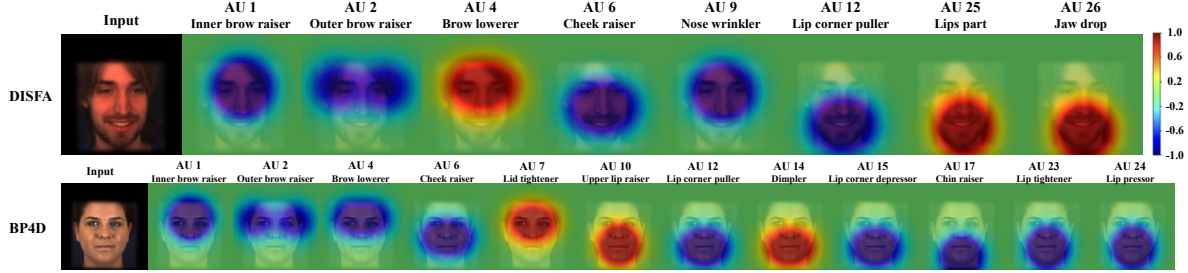 Input
AU 1 AU 2 AU 4 AU 6 AU 9 AU 12 AU 25 AU 26
Inner brow raiser Outer brow raiser Brow lowerer Cheek raiser Nose wrinkler Lip corner puller Lips part Jaw drop
DISFA
1.0
0.6
0.2
-0.2
-0.6
-1.0
Input
AU 1 AU 2 AU 4 AU 6 AU 7 AU 10 AU 12 AU 14 AU 15 AU 17 AU 23 AU 24
Inner brow raiser Outer brow raiser Brow lowerer Cheek raiser Lid tightener Upper lip raiser Lip corner puller Dimpler Lip corner depressor Chin raiser Lip tightener Lip pressor
BP4D